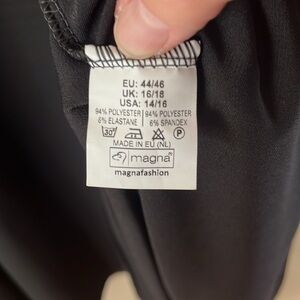 EU: 44/46
UK: 16/18
USA: 14/16
94% POLYESTER | 94% POLYESTER
6% ELASTANE | 6% SPANDEX
30° P
MADE IN EU (NL)
magna®
magnafashion